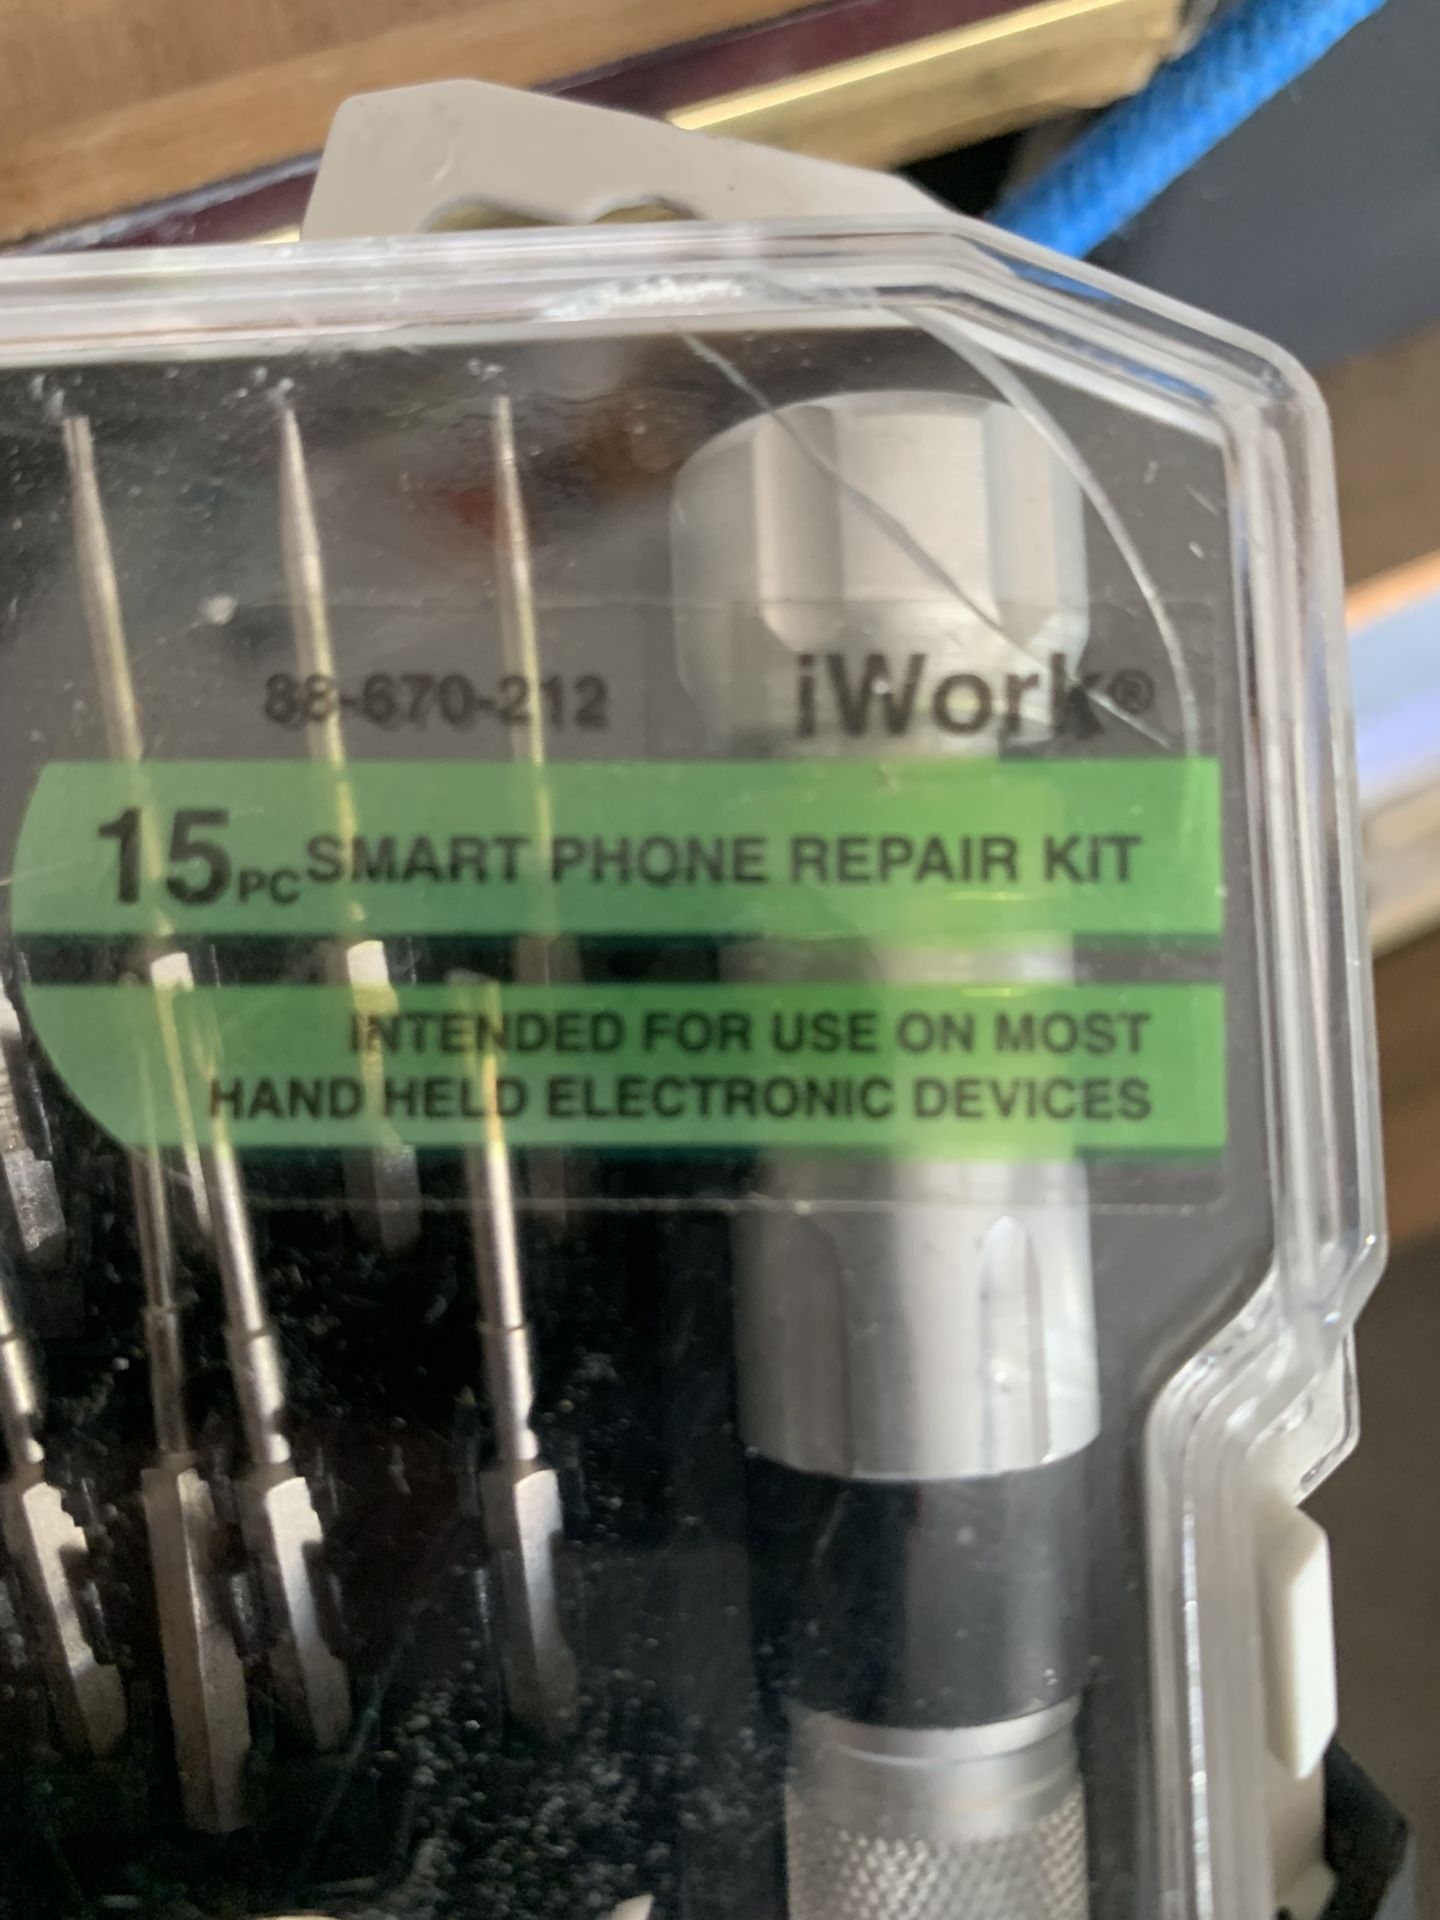 88-670-212 iWork®
15PC SMART PHONE REPAIR KIT
INTENDED FOR USE ON MOST
HAND HELD ELECTRONIC DEVICES